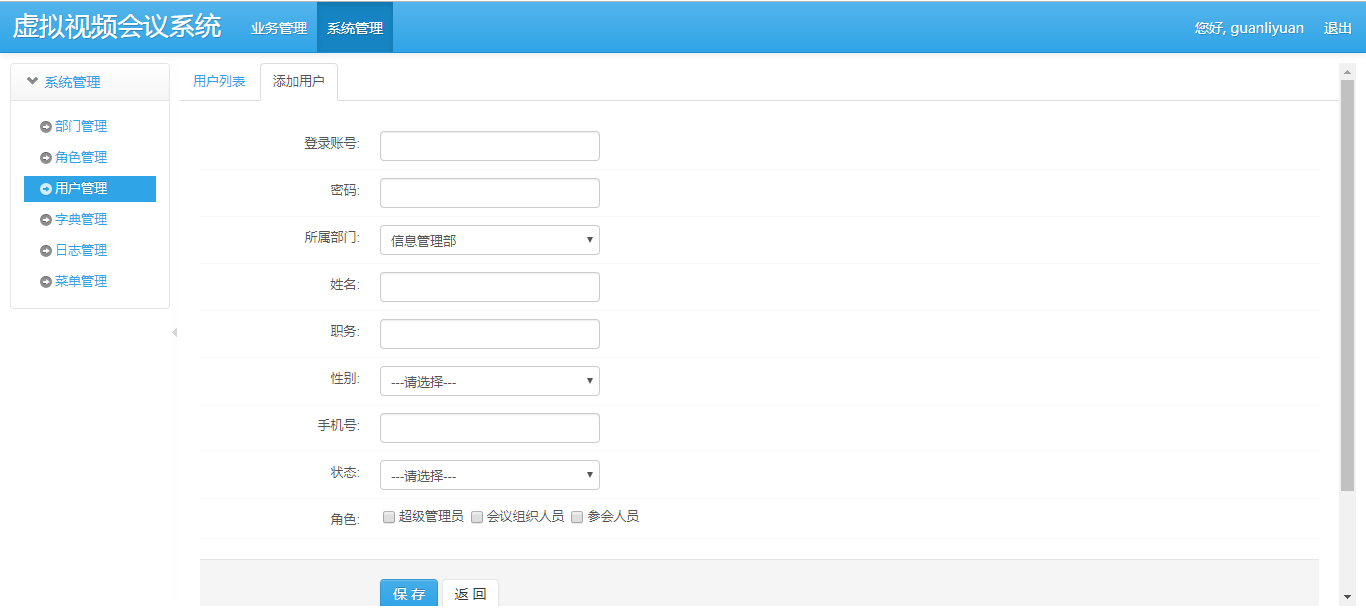 虚拟视频会议系统 业务管理 系统管理 您好, guanliyuan 退出
系统管理
部门管理
角色管理
用户管理
字典管理
日志管理
菜单管理
用户列表 添加用户
登录账号:
密码:
所属部门: 信息管理部
姓名:
职务:
性别: ---请选择---
手机号:
状态: ---请选择---
角色: 超级管理员 会议组织人员 参会人员
保 存 返 回